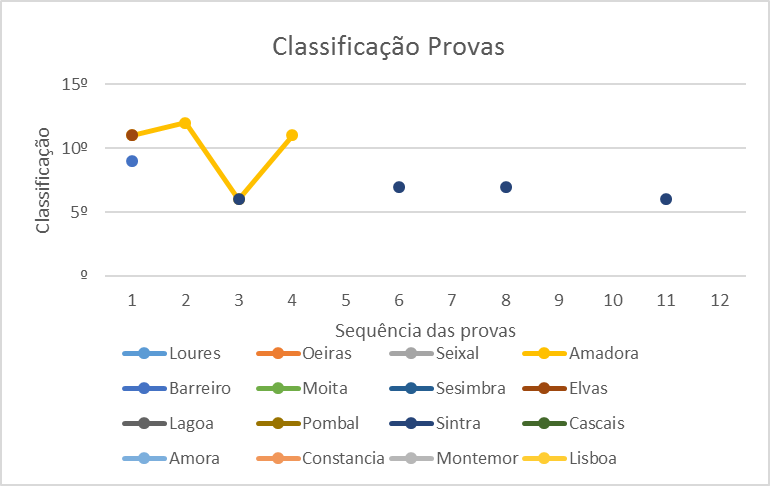 Classificação Provas
15º
10º
5º
º
Classificação
1 2 3 4 5 6 7 8 9 10 11 12
Sequência das provas
Loures Oeiras Seixal Amadora
Barreiro Moita Sesimbra Elvas
Lagoa Pombal Sintra Cascais
Amora Constancia Montemor Lisboa